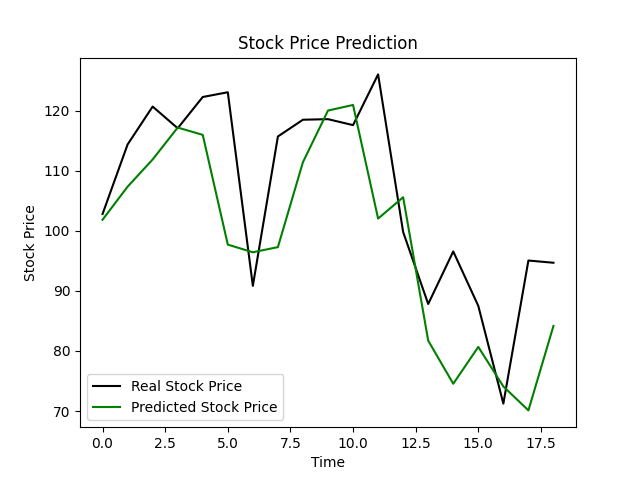 Stock Price Prediction
120
110
100
90
80
70
Stock Price
Real Stock Price
Predicted Stock Price
0.0 2.5 5.0 7.5 10.0 12.5 15.0 17.5
Time